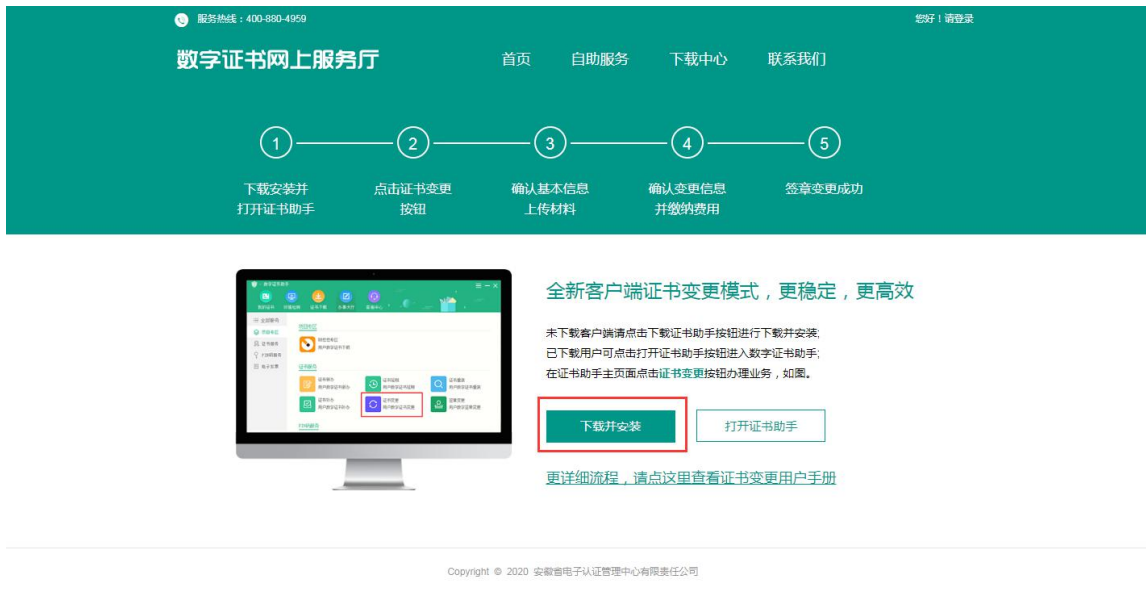 服务热线：400-880-4959
您好！请登录
数字证书网上服务厅
首页 自助服务 下载中心 联系我们
1 2 3 4 5
下载安装并 点击证书变更 确认基本信息 确认变更信息 签章变更成功
打开证书助手 按钮 上传材料 并缴纳费用
全新客户端证书变更模式，更稳定，更高效
未下载客户端请点击下载证书助手按钮进行下载并安装;
已下载用户可点击打开证书助手按钮进入数字证书助手;
在证书助手主页面点击证书变更按钮办理业务，如图。
下载并安装 打开证书助手
更详细流程，请点这里查看证书变更用户手册
Copyright © 2020 安徽省电子认证管理中心有限责任公司